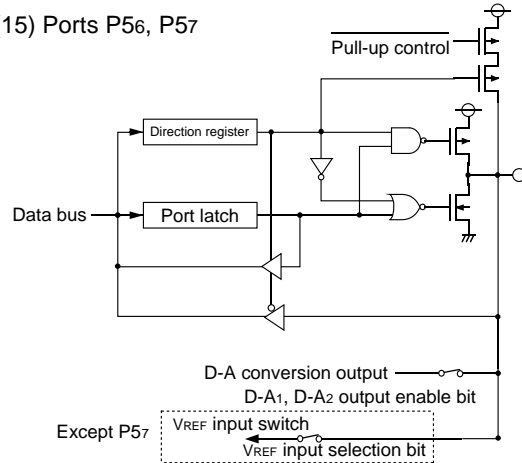 15) Ports P56, P57
Pull-up control
Direction register
Data bus
Port latch
D-A conversion output
D-A1, D-A2 output enable bit
Except P57
VREF input switch
VREF input selection bit